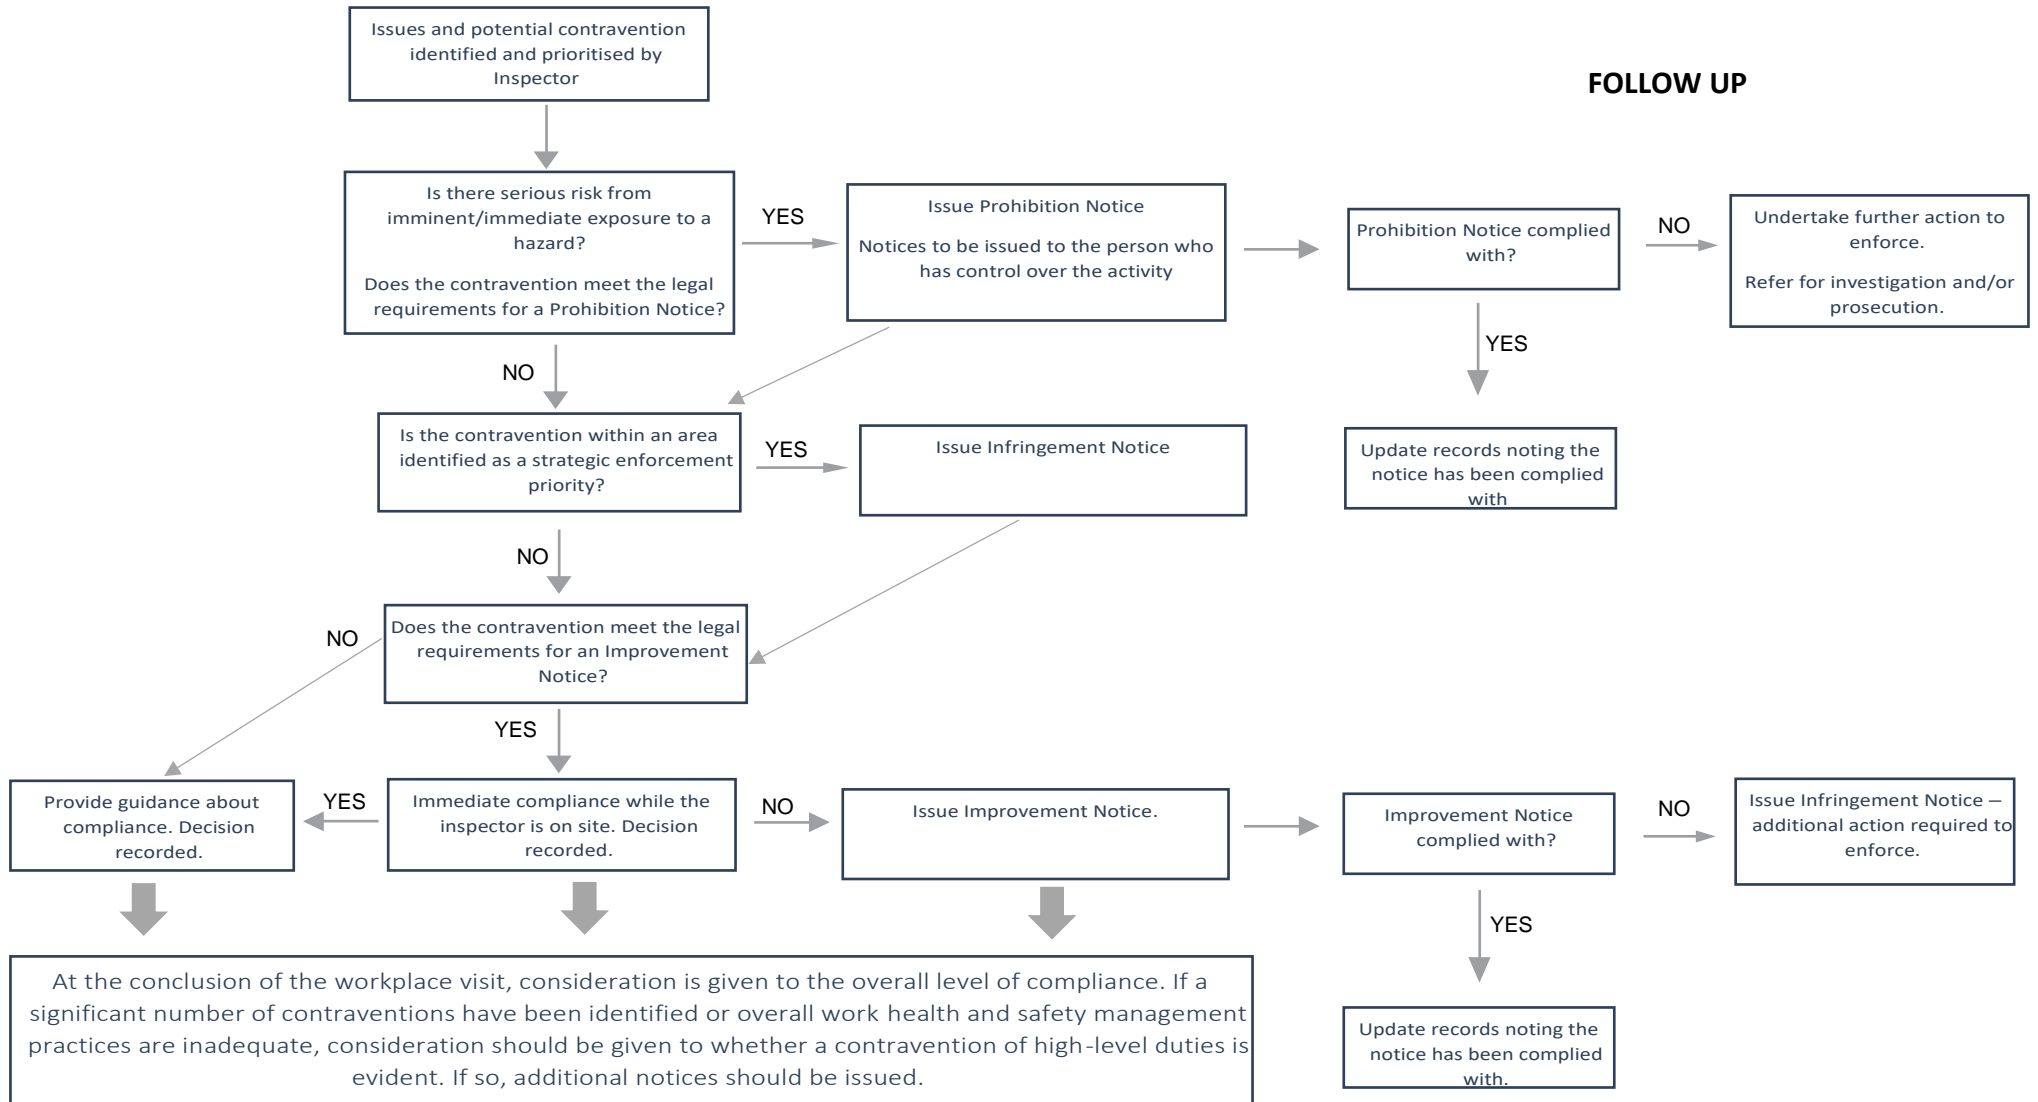 Issues and potential contravention
identified and prioritised by
Inspector
FOLLOW UP
Is there serious risk from
imminent/immediate exposure to a
hazard?
Does the contravention meet the legal
requirements for a Prohibition Notice?
YES
Issue Prohibition Notice
Notices to be issued to the person who
has control over the activity
Prohibition Notice complied
with?
NO
Undertake further action to
enforce.
Refer for investigation and/or
prosecution.
YES
NO
Is the contravention within an area
identified as a strategic enforcement
priority?
YES
Issue Infringement Notice
Update records noting the
notice has been complied
with
NO
Does the contravention meet the legal
requirements for an Improvement
Notice?
NO
YES
Provide guidance about
compliance. Decision
recorded.
YES
Immediate compliance while the
inspector is on site. Decision
recorded.
NO
Issue Improvement Notice.
Improvement Notice
complied with?
NO
Issue Infringement Notice –
additional action required to
enforce.
YES
At the conclusion of the workplace visit, consideration is given to the overall level of compliance. If a
significant number of contraventions have been identified or overall work health and safety management
practices are inadequate, consideration should be given to whether a contravention of high-level duties is
evident. If so, additional notices should be issued.
Update records noting the
notice has been complied
with.